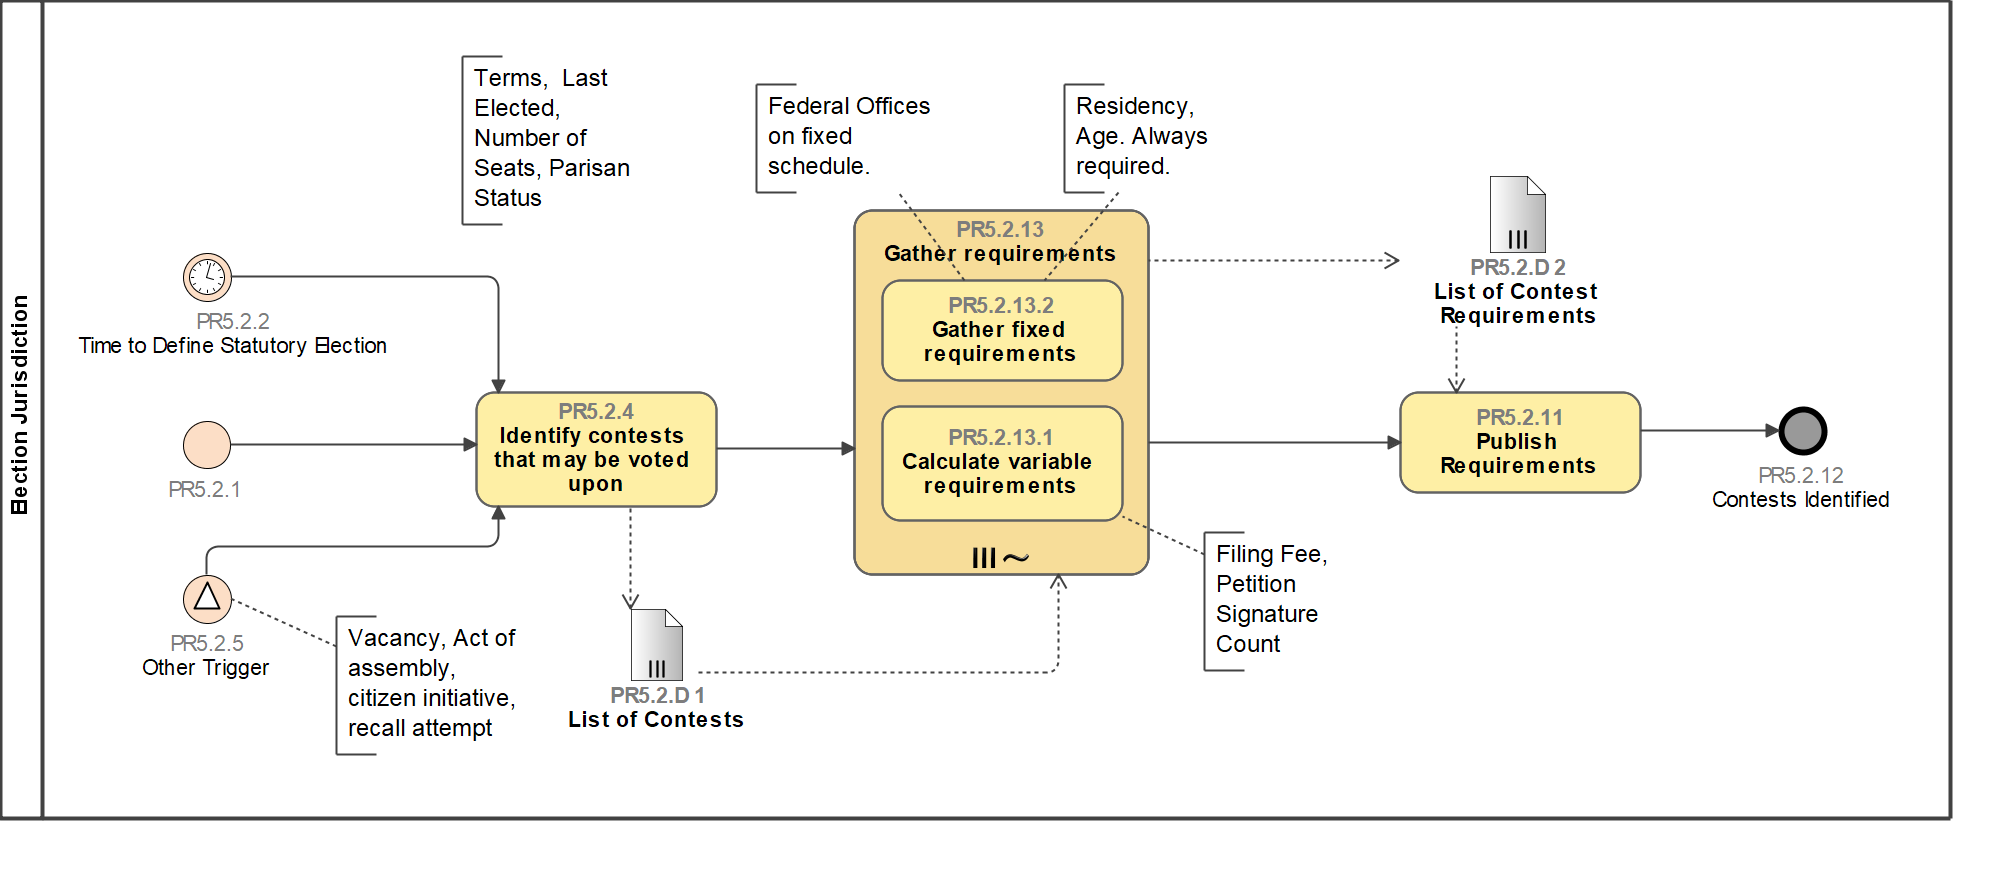 Election Jurisdiction
Terms,  Last
Elected,
Number of
Seats, Parisan
Status
Federal Offices
on fixed
schedule.
Residency,
Age. Always
required.
PR5.2.2
Time to Define Statutory Election
PR5.2.1
PR5.2.5
Other Trigger
Vacancy, Act of
assembly,
citizen initiative,
recall attempt
PR5.2.4
Identify contests
that may be voted
upon
PR5.2.D 1
List of Contests
PR5.2.13
Gather requirements
PR5.2.13.2
Gather fixed
requirements
PR5.2.13.1
Calculate variable
requirements
Filing Fee,
Petition
Signature
Count
PR5.2.D 2
List of Contest
Requirements
PR5.2.11
Publish
Requirements
PR5.2.12
Contests Identified